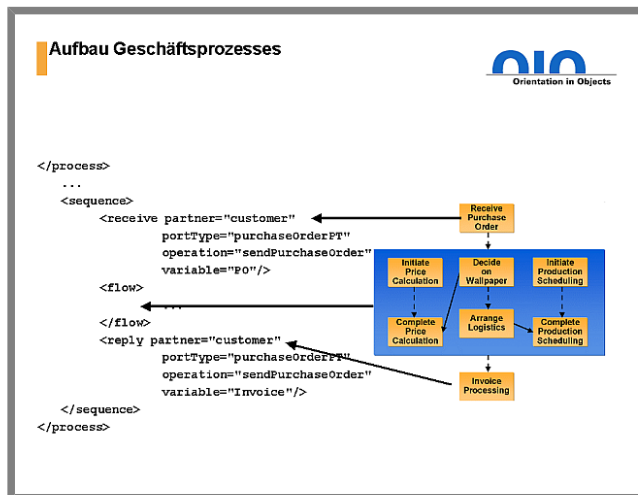 Aufbau Geschäftsprozesses
Orientation in Objects
</process>
...
<sequence>
<receive partner="customer"
portType="purchaseOrderPT"
operation="sendPurchaseOrder"
variable="PO"/>
<flow>
...
</flow>
<reply partner="customer"
portType="purchaseOrderPT"
operation="sendPurchaseOrder"
variable="Invoice"/>
</sequence>
</process>
Receive
Purchase
Order
Initiate
Price
Calculation
Decide
on
Wallpaper
Initiate
Production
Scheduling
Complete
Price
Calculation
Arrange
Logistics
Complete
Production
Scheduling
Invoice
Processing